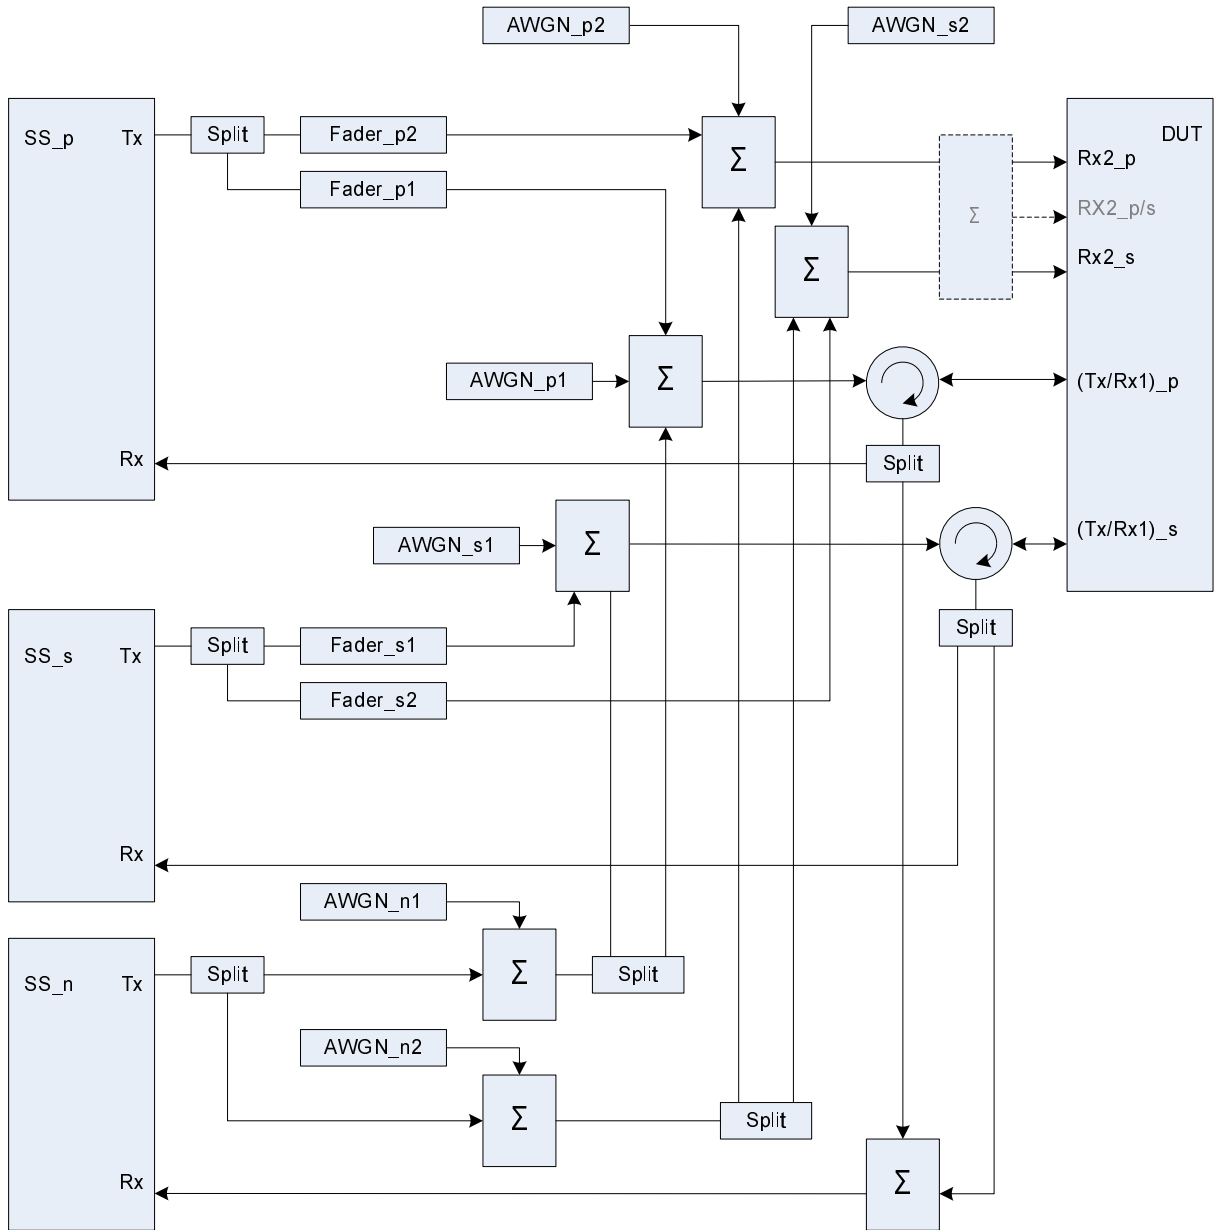 AWGN_p2
AWGN_s2
SS_p
Tx
Split
Fader_p2
Σ
DUT
Rx2_p
Fader_p1
Σ
RX2_p/s
Σ
Rx2_s
AWGN_p1
Σ
(Tx/Rx1)_p
Rx
Split
AWGN_s1
Σ
(Tx/Rx1)_s
Split
SS_s
Tx
Split
Fader_s1
Fader_s2
Rx
AWGN_n1
SS_n
Tx
Split
Σ
Split
AWGN_n2
Σ
Split
Rx
Σ